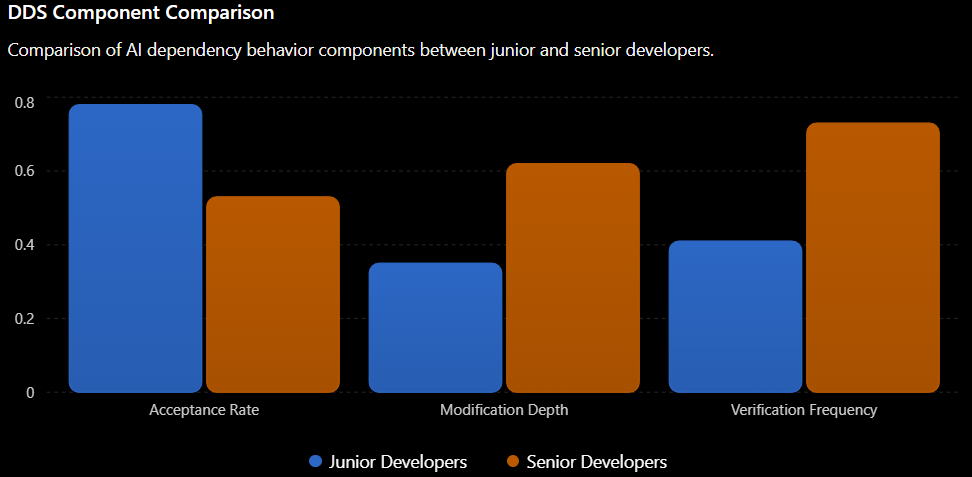 DDS Component Comparison
Comparison of AI dependency behavior components between junior and senior developers.
0.8
0.6
0.4
0.2
0
Acceptance Rate
Modification Depth
Verification Frequency
Junior Developers
Senior Developers